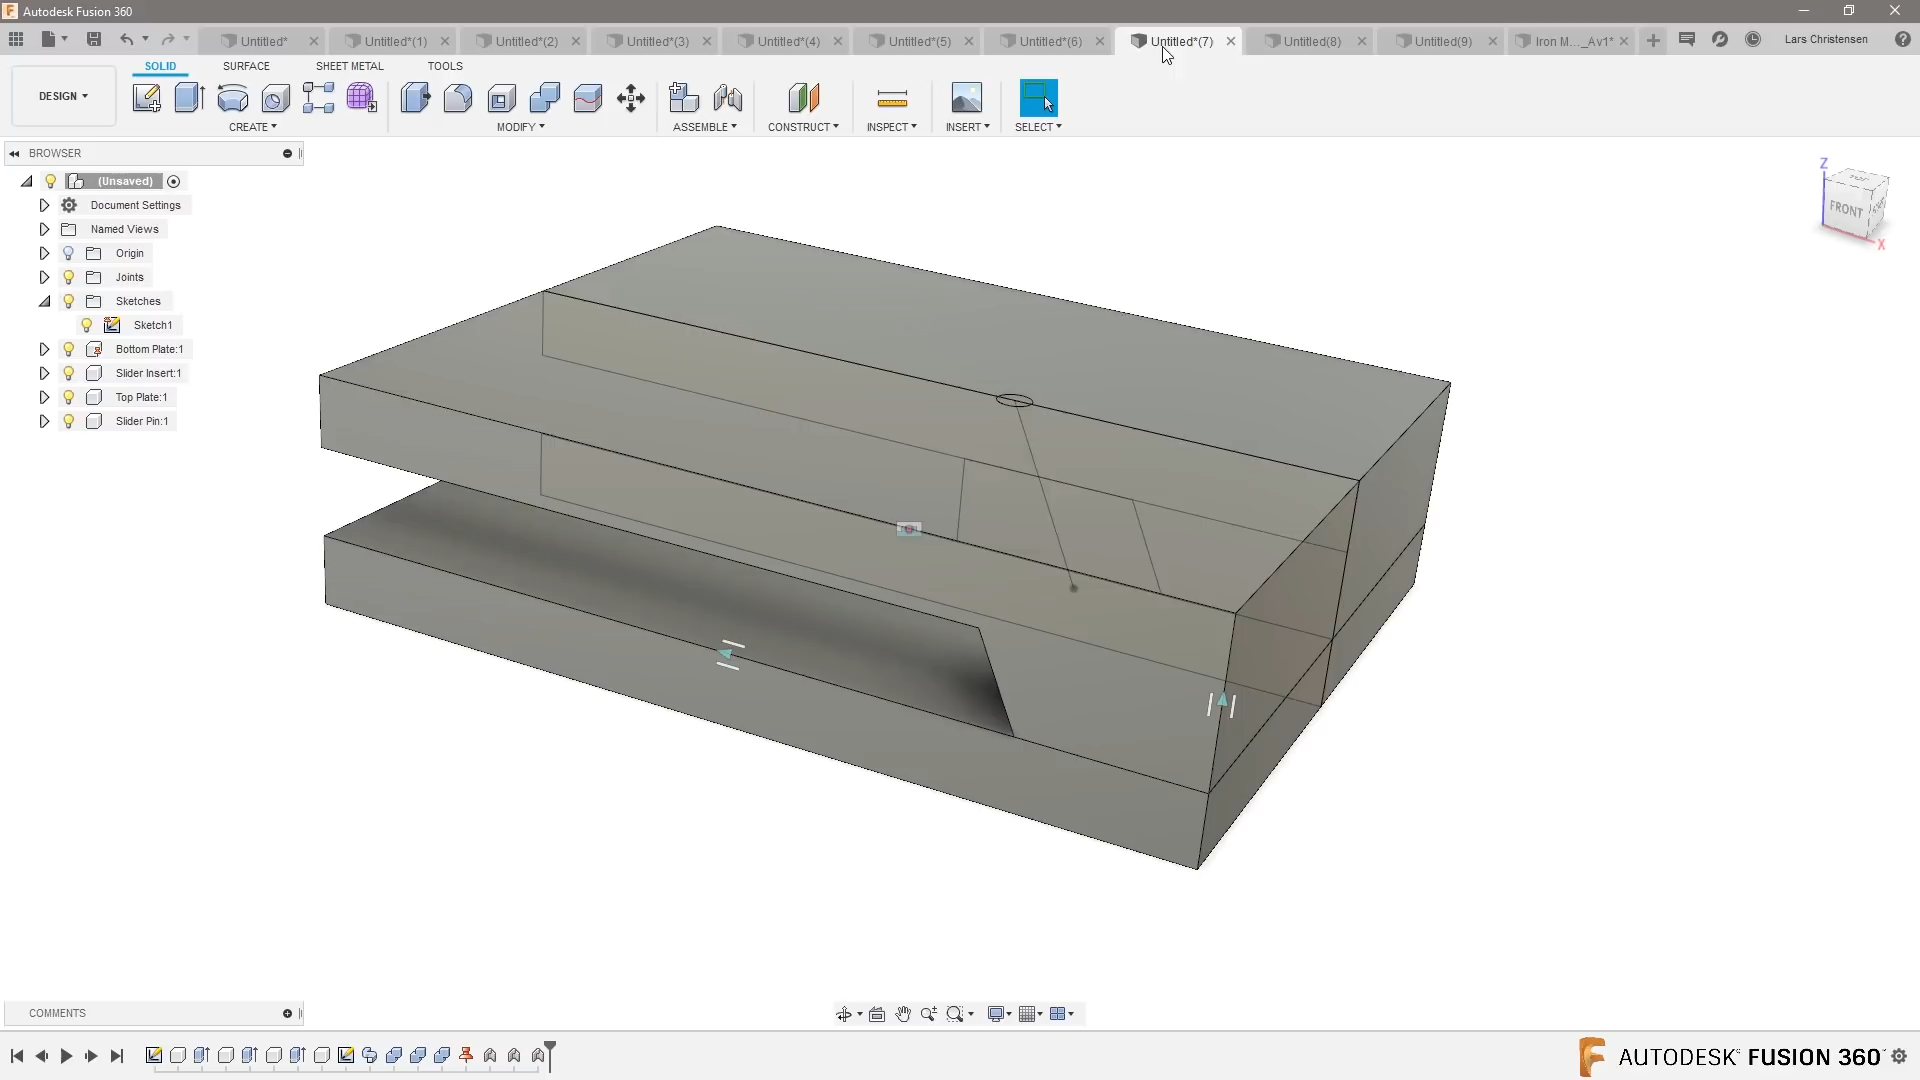 Autodesk Fusion 360
Untitled* Untitled*(1) Untitled*(2) Untitled*(3) Untitled*(4) Untitled*(5) Untitled*(6) Untitled*(7) Untitled(8) Untitled(9) Iron M..._Av1* Lars Christensen
SOLID SURFACE SHEET METAL TOOLS
DESIGN
CREATE MODIFY ASSEMBLE CONSTRUCT INSPECT INSERT SELECT
BROWSER
(Unsaved)
Document Settings
Named Views
Origin
Joints
Sketches
Sketch1
Bottom Plate:1
Slider Insert:1
Top Plate:1
Slider Pin:1
Z
FRONT
X
COMMENTS
AUTODESK FUSION 360